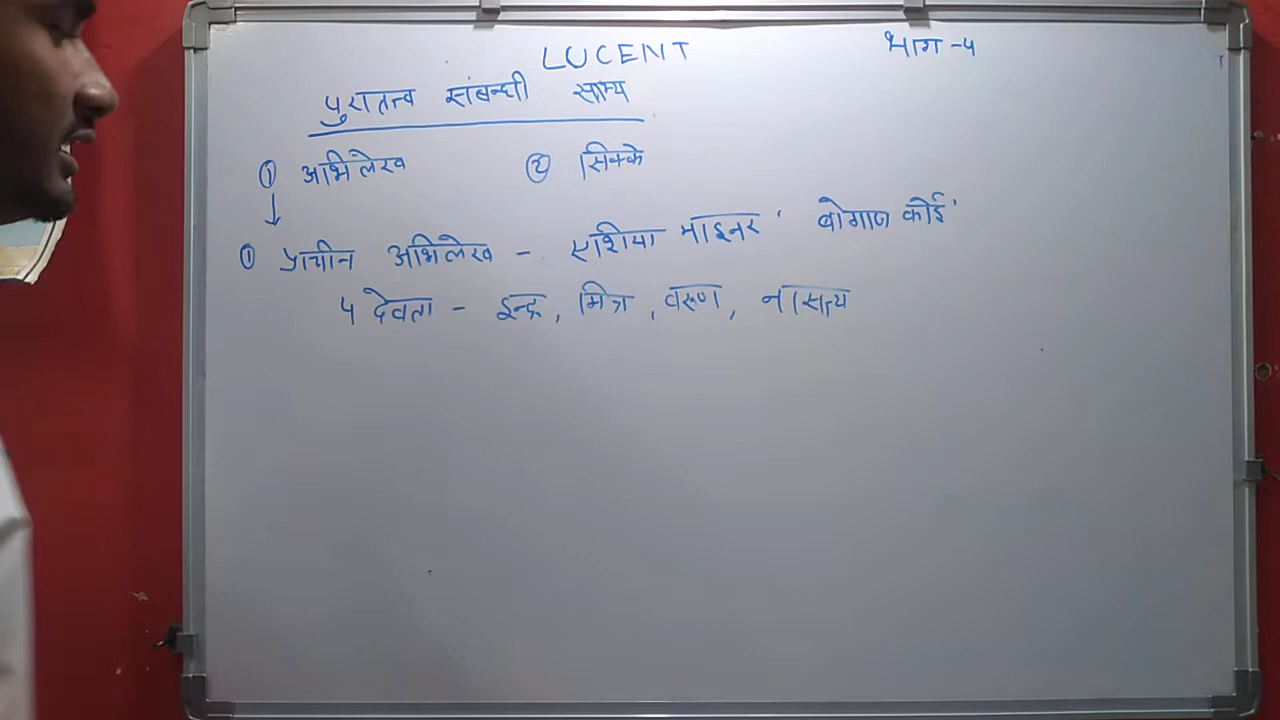 LUCENT
भाग -4
पुरातत्व संबन्धी साक्ष्य
① अभिलेख ② सिक्के
① प्राचीन अभिलेख - एशिया माइनर ' बोगाज कोई '
4 देवता - इन्द्र, मित्र, वरुण, नासत्य